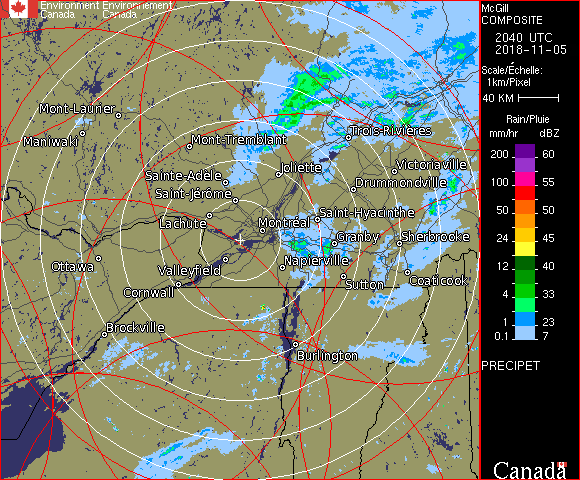 Environment Environnement
Canada Canada
McGill
COMPOSITE
2040 UTC
2018-11-05
Scale/Échelle:
1km/Pixel
40 KM
Rain/Pluie
mm/hr dBZ
200 60
100 55
50 50
24 45
12 40
4 33
1 23
0.1 7
PRECIPET
Canada
Mont-Laurier
Maniwaki
Mont-Tremblant
Trois-Rivières
Joliette
Victoriaville
Sainte-Adèle
Drummondville
Saint-Jérôme
Saint-Hyacinthe
Lachute
Montréal
Granby
Sherbrooke
Ottawa
Valleyfield
Napierville
Coaticook
Cornwall
Sutton
Brockville
Burlington